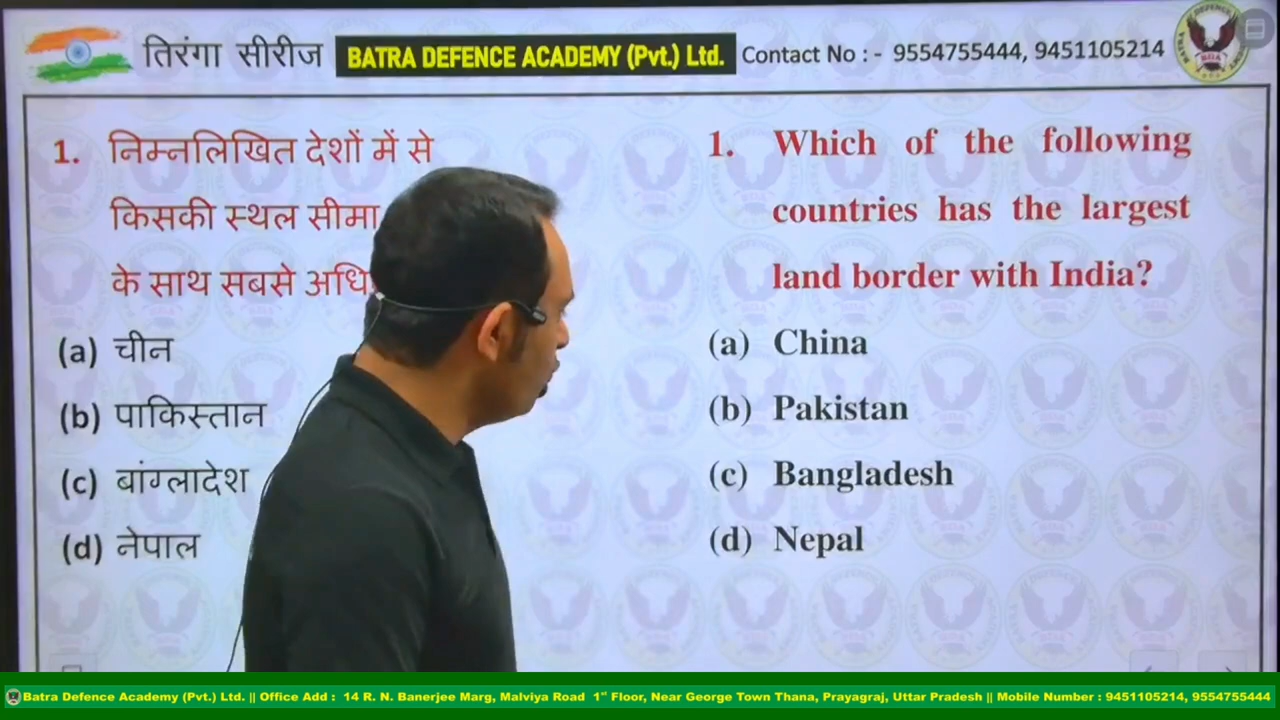 तिरंगा सीरीज BATRA DEFENCE ACADEMY (Pvt.) Ltd. Contact No : - 9554755444, 9451105214
1. निम्नलिखित देशों में से
किसकी स्थल सीमा
के साथ सबसे
(a) चीन
(b) पाकिस्तान
(c) बांग्लादेश
(d) नेपाल
1. Which of the following
countries has the largest
land border with India?
(a) China
(b) Pakistan
(c) Bangladesh
(d) Nepal
Batra Defence Academy (Pvt.) Ltd. || Office Add : 14 R. N. Banerjee Marg, Malviya Road 1st Floor, Near George Town Thana, Prayagraj, Uttar Pradesh || Mobile Number : 9451105214, 9554755444